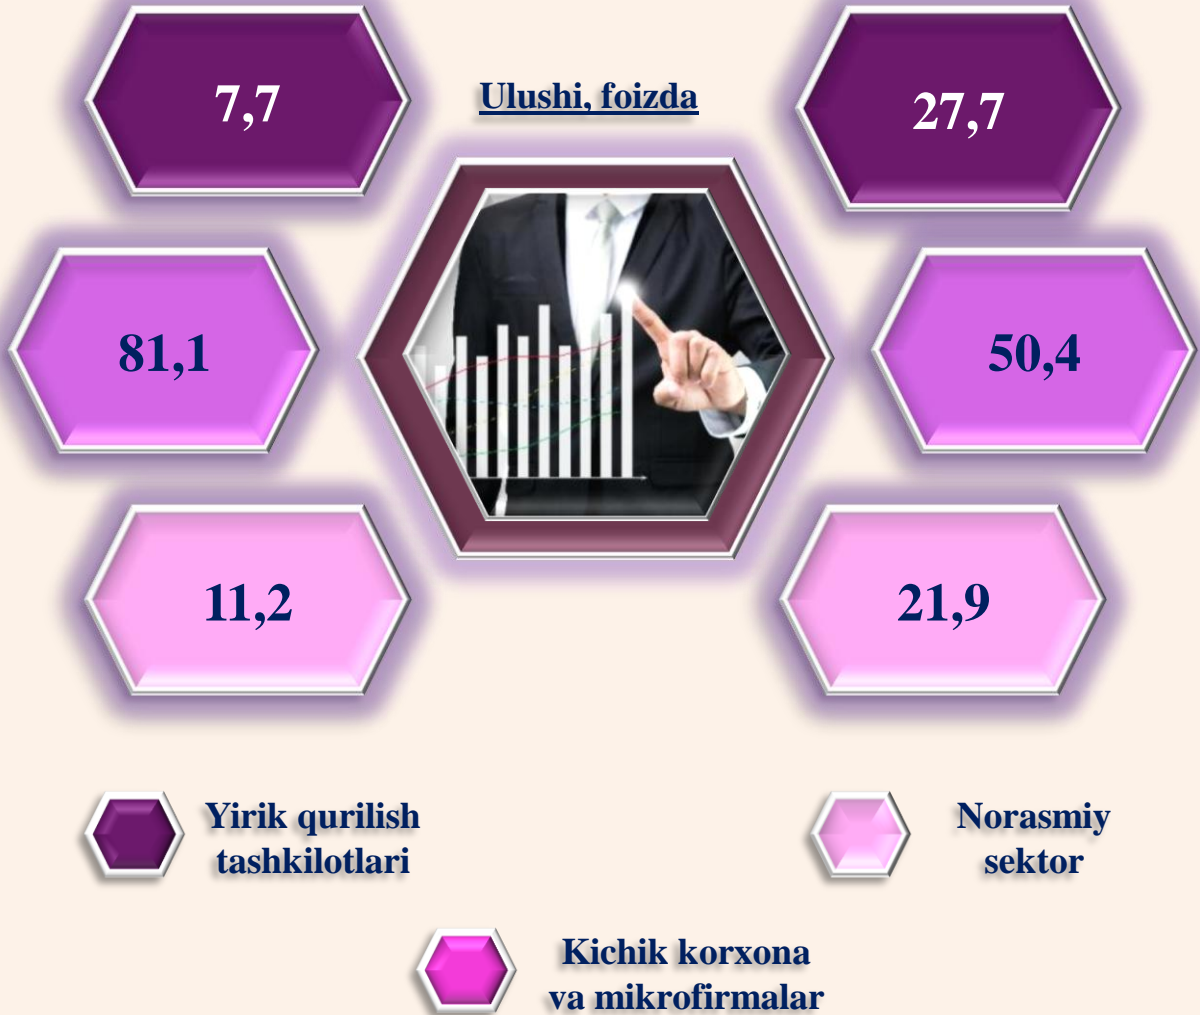 7,7
Ulushi, foizda
27,7
81,1
50,4
11,2
21,9
Yirik qurilish
tashkilotlari
Norasmiy
sektor
Kichik korxona
va mikrofirmalar